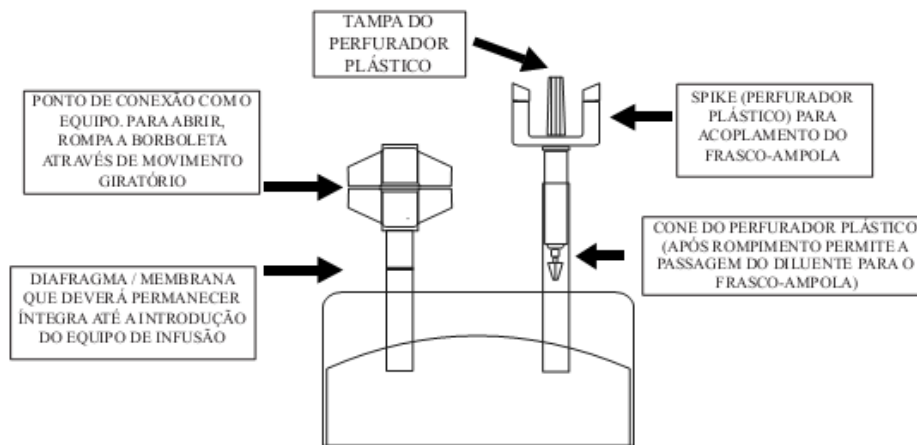 TAMPA DO
PERFURADOR
PLÁSTICO
PONTO DE CONEXÃO COM O
EQUIPO. PARA ABRIR,
ROMPA A BORBOLETA
ATRAVÉS DE MOVIMENTO
GIRATÓRIO
SPIKE (PERFURADOR
PLÁSTICO) PARA
ACOPLAMENTO DO
FRASCO-AMPOLA
DIAFRAGMA / MEMBRANA
QUE DEVERÁ PERMANECER
ÍNTEGRA ATÉ A INTRODUÇÃO
DO EQUIPO DE INFUSÃO
CONE DO PERFURADOR PLÁSTICO
(APÓS ROMPIMENTO PERMITE A
PASSAGEM DO DILUENTE PARA O
FRASCO-AMPOLA)